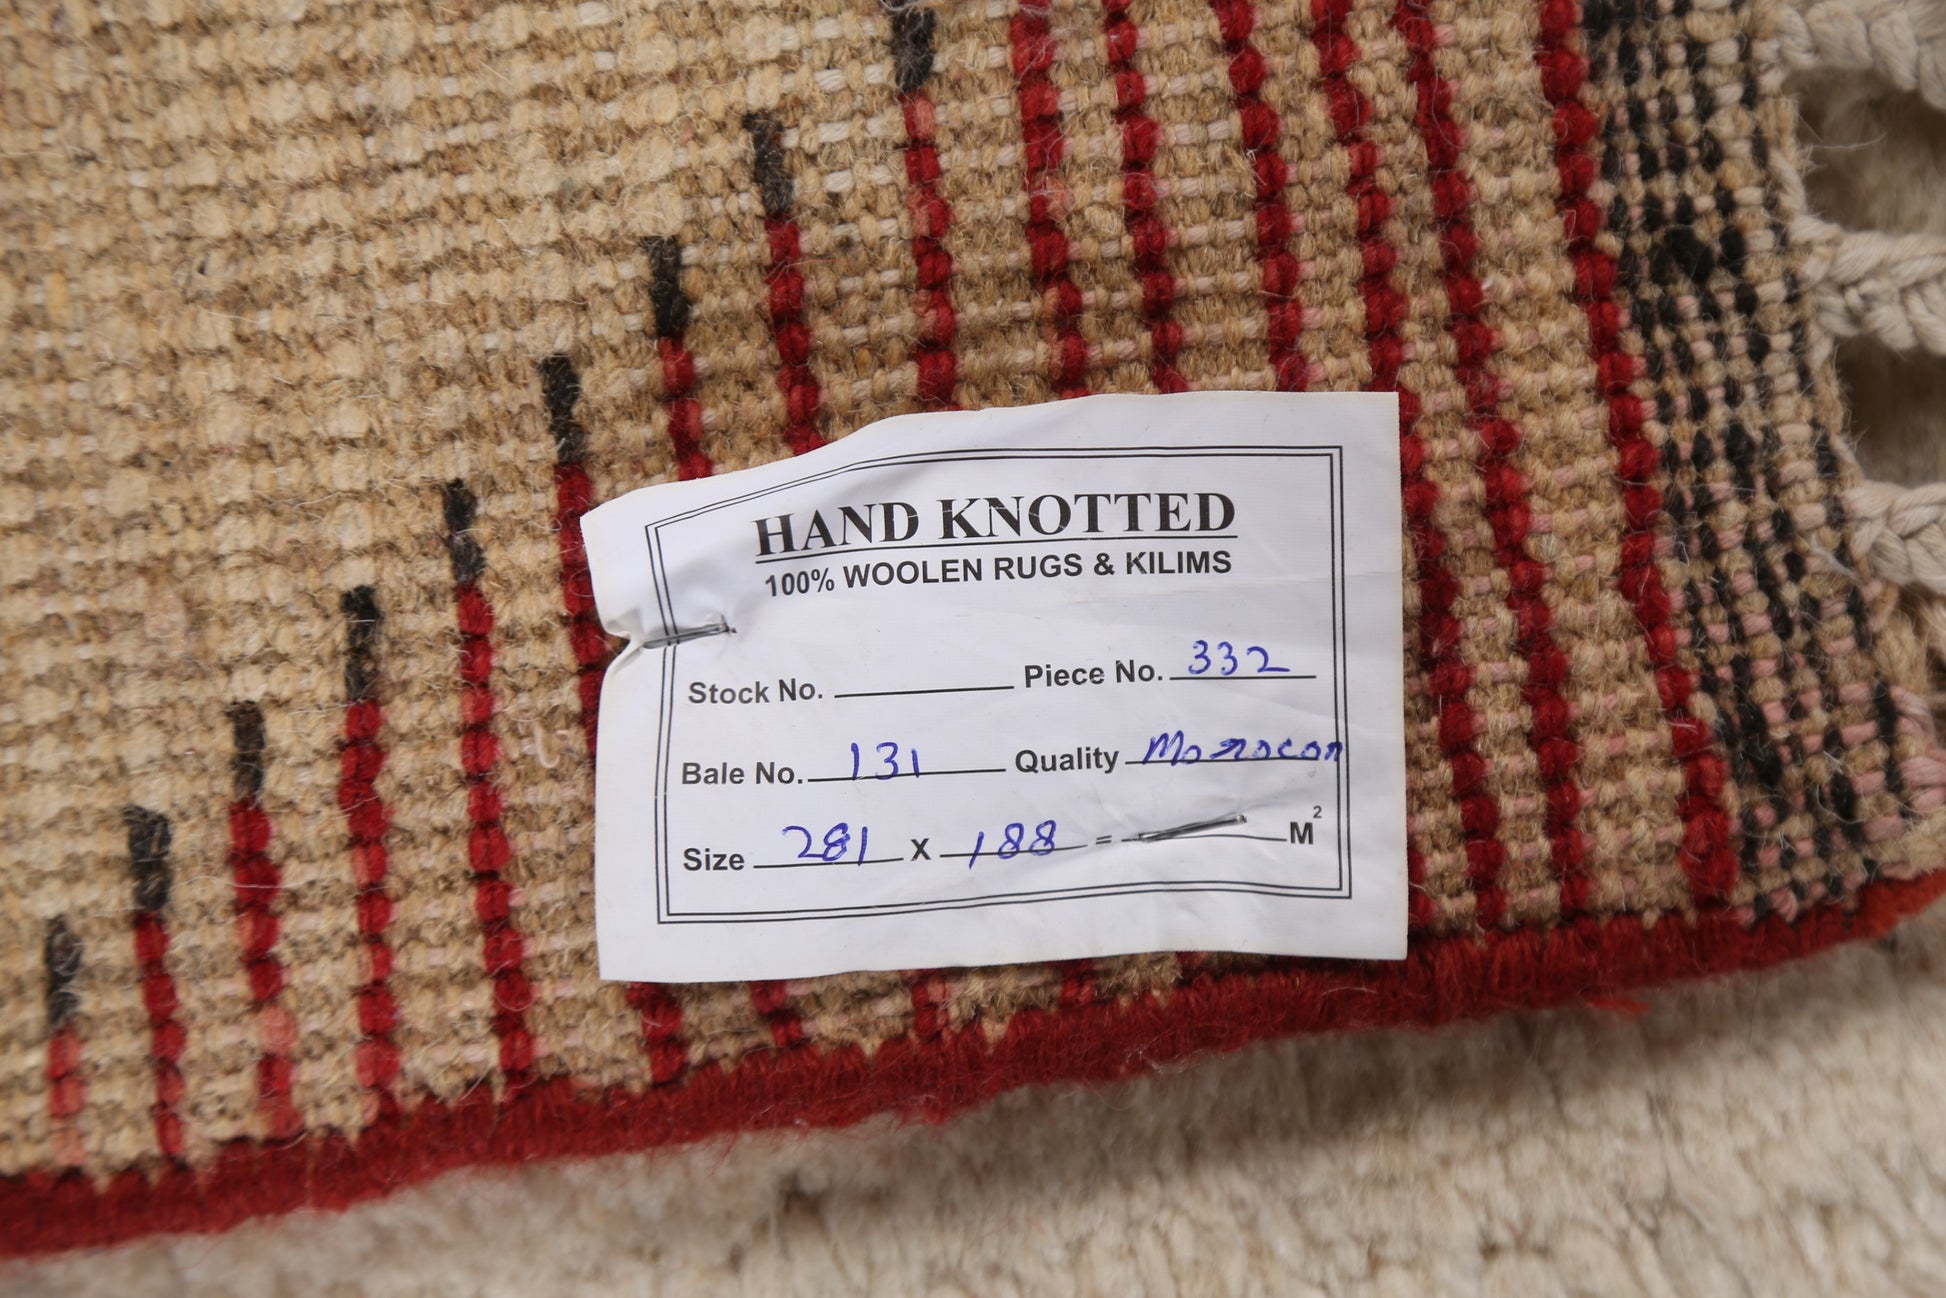 HAND KNOTTED
100% WOOLEN RUGS & KILIMS
Stock No. Piece No. 332
Bale No. 131 Quality Morocon
Size 281 X 188 = M²